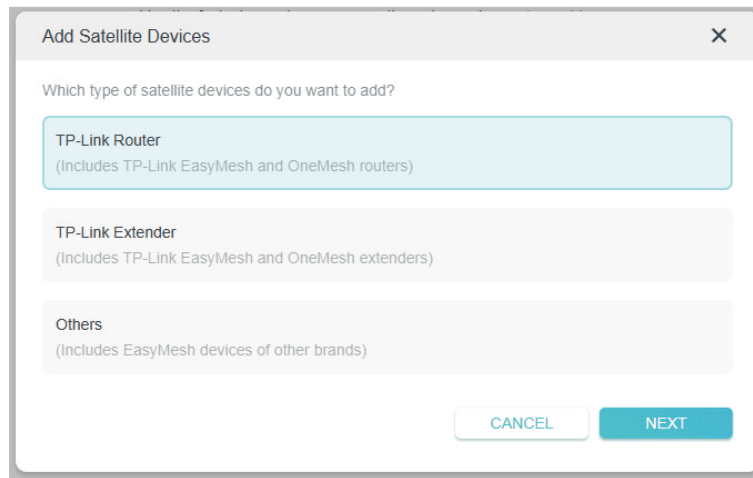 Add Satellite Devices
Which type of satellite devices do you want to add?
TP-Link Router
(Includes TP-Link EasyMesh and OneMesh routers)
TP-Link Extender
(Includes TP-Link EasyMesh and OneMesh extenders)
Others
(Includes EasyMesh devices of other brands)
CANCEL
NEXT